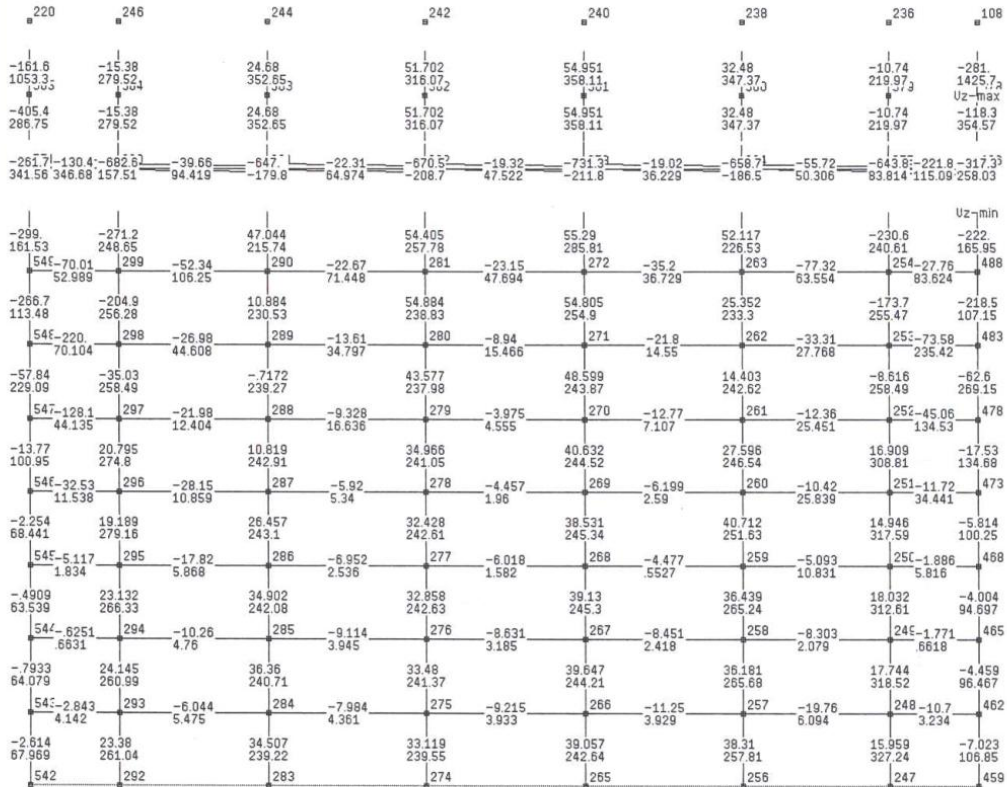 220 246 244 242 240 238 236 108
-161.6 -15.38 24.68 51.702 54.951 32.48 -10.74 -281.
1053.3 279.52 352.65 316.07 358.11 347.37 219.97 1425.7
Vz-max
-405.4 -15.38 24.68 51.702 54.951 32.48 -10.74 -118.3
286.75 279.52 352.65 316.07 358.11 347.37 219.97 354.57
-261.7 -130.4 -682.6 -39.66 -647. -22.31 -670.5 -19.32 -731.3 -19.02 -658.7 -55.72 -643.8 -221.8 -317.3
341.56 346.68 157.51 94.419 -179.8 64.974 -208.7 47.522 -211.8 36.229 -186.5 50.306 83.814 115.09 258.03
Vz-min
-299. -271.2 47.044 54.405 55.29 52.117 -230.6 -222.
161.53 248.65 215.74 257.78 285.81 226.53 240.61 165.95
549 -70.01 299 -52.34 290 -22.67 281 -23.15 272 -35.2 263 -77.32 254 -27.76 488
52.989 106.25 71.448 47.694 36.729 63.554 83.624
-266.7 -204.9 10.884 54.884 54.805 25.352 -173.7 -218.5
113.48 256.28 230.53 238.83 254.9 233.3 255.47 107.15
548 -220. 298 -26.98 289 -13.61 280 -8.94 271 -21.8 262 -33.31 253 -73.58 483
70.104 44.608 34.797 15.466 14.55 27.768 235.42
-57.84 -35.03 -.7172 43.577 48.599 14.403 -8.616 -62.6
229.09 258.49 239.27 237.98 243.87 242.62 258.49 269.15
547 -128.1 297 -21.98 288 -9.328 279 -3.975 270 -12.77 261 -12.36 252 -45.06 478
44.135 12.404 16.636 4.555 7.107 25.451 134.53
-13.77 20.795 10.819 34.966 40.632 27.596 16.909 -17.53
100.95 274.8 242.91 241.05 244.52 246.54 308.81 134.68
546 -32.53 296 -28.15 287 -5.92 278 -4.457 269 -6.199 260 -10.42 251 -11.72 473
11.538 10.859 5.34 1.96 2.59 25.839 34.441
-2.254 19.189 26.457 32.428 38.531 40.712 14.946 -5.814
68.441 279.16 243.1 242.61 245.34 251.63 317.59 100.25
545 -5.117 295 -17.82 286 -6.952 277 -6.018 268 -4.477 259 -5.093 250 -1.886 468
1.834 5.868 2.536 1.582 .5527 10.831 5.816
-.4909 23.132 34.902 32.858 39.13 36.439 18.032 -4.004
63.539 266.33 242.08 242.63 245.3 265.24 312.61 94.697
544 -.6251 294 -10.26 285 -9.114 276 -8.631 267 -8.451 258 -8.303 249 -1.771 465
.6631 4.76 3.945 3.185 2.418 2.079 .6618
-.7933 24.145 36.36 33.48 39.647 36.181 17.744 -4.459
64.079 260.99 240.71 241.37 244.21 265.68 318.52 96.467
543 -2.843 293 -6.044 284 -7.984 275 -9.215 266 -11.25 257 -19.76 248 -10.7 462
4.142 5.475 4.361 3.933 3.929 6.094 3.234
-2.614 23.38 34.507 33.119 39.057 38.31 15.959 -7.023
67.969 261.04 239.22 239.55 242.64 257.81 327.24 106.85
542 292 283 274 265 256 247 459